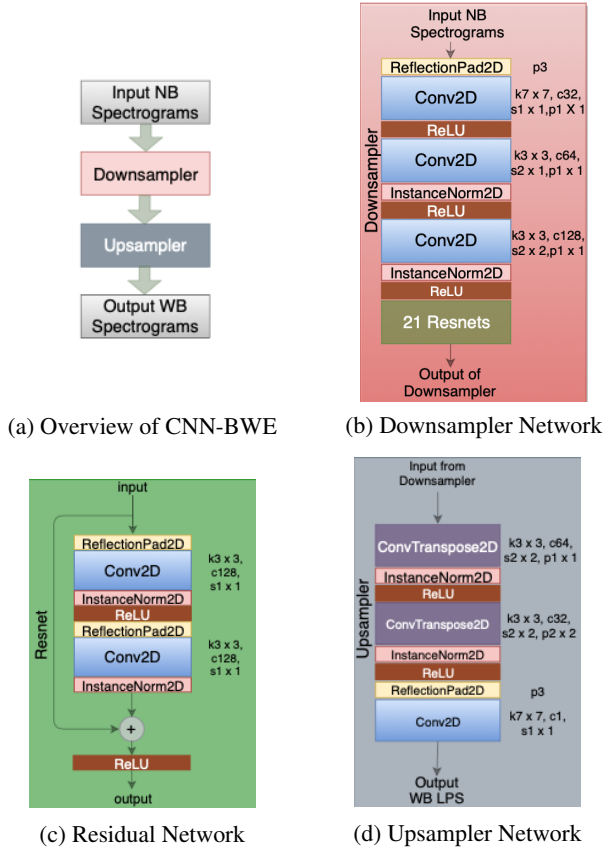 Input NB
Spectrograms
Downsampler
Upsampler
Output WB
Spectrograms
(a) Overview of CNN-BWE
Input NB
Spectrograms
ReflectionPad2D
p3
Conv2D
k7 x 7, c32,
s1 x 1,p1 X 1
ReLU
Conv2D
k3 x 3, c64,
s2 x 1,p1 x 1
InstanceNorm2D
ReLU
Conv2D
k3 x 3, c128,
s2 x 2,p1 x 1
InstanceNorm2D
ReLU
21 Resnets
Downsampler
Output of
Downsampler
(b) Downsampler Network
input
ReflectionPad2D
Conv2D
k3 x 3,
c128,
s1 x 1
InstanceNorm2D
ReLU
ReflectionPad2D
Conv2D
k3 x 3,
c128,
s1 x 1
InstanceNorm2D
Resnet
+
ReLU
output
(c) Residual Network
Input from
Downsampler
ConvTranspose2D
k3 x 3, c64,
s2 x 2, p1 x 1
InstanceNorm2D
ReLU
ConvTranspose2D
k3 x 3, c32,
s2 x 2, p2 x 2
InstanceNorm2D
ReLU
ReflectionPad2D
p3
Conv2D
k7 x 7, c1,
s1 x 1
Upsampler
Output
WB LPS
(d) Upsampler Network